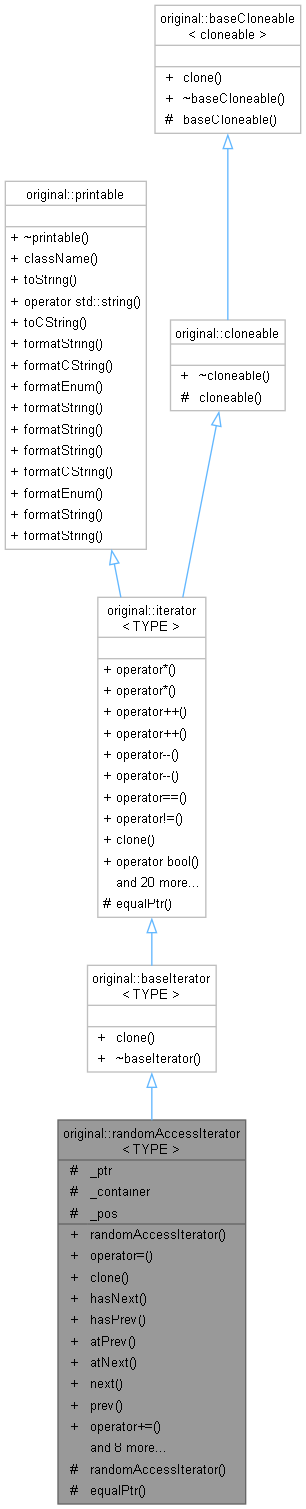 original::baseCloneable
< cloneable >
+ clone()
+ ~baseCloneable()
# baseCloneable()
original::printable
+ ~printable()
+ className()
+ toString()
+ operator std::string()
+ toCString()
+ formatString()
+ formatCString()
+ formatEnum()
+ formatString()
+ formatString()
+ formatString()
+ formatCString()
+ formatEnum()
+ formatString()
+ formatString()
original::cloneable
+ ~cloneable()
# cloneable()
original::iterator
< TYPE >
+ operator*()
+ operator*()
+ operator++()
+ operator++()
+ operator--()
+ operator--()
+ operator==()
+ operator!=()
+ clone()
+ operator bool()
and 20 more...
# equalPtr()
original::baseIterator
< TYPE >
+ clone()
+ ~baseIterator()
original::randomAccessIterator
< TYPE >
# _ptr
# _container
# _pos
+ randomAccessIterator()
+ operator=()
+ clone()
+ hasNext()
+ hasPrev()
+ atPrev()
+ atNext()
+ next()
+ prev()
+ operator+=()
and 8 more...
# randomAccessIterator()
# equalPtr()